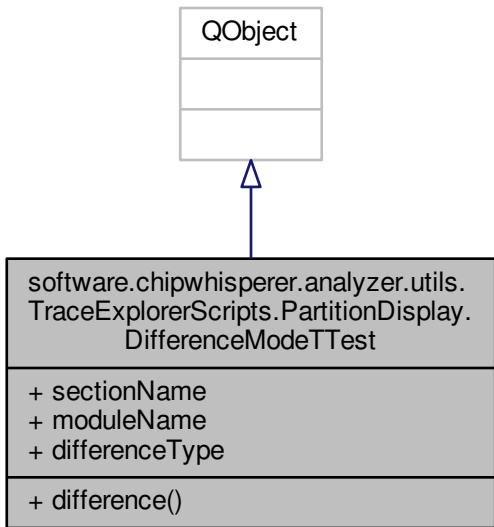 QObject
software.chipwhisperer.analyzer.utils.
TraceExplorerScripts.PartitionDisplay.
DifferenceModeTTest
+ sectionName
+ moduleName
+ differenceType
+ difference()